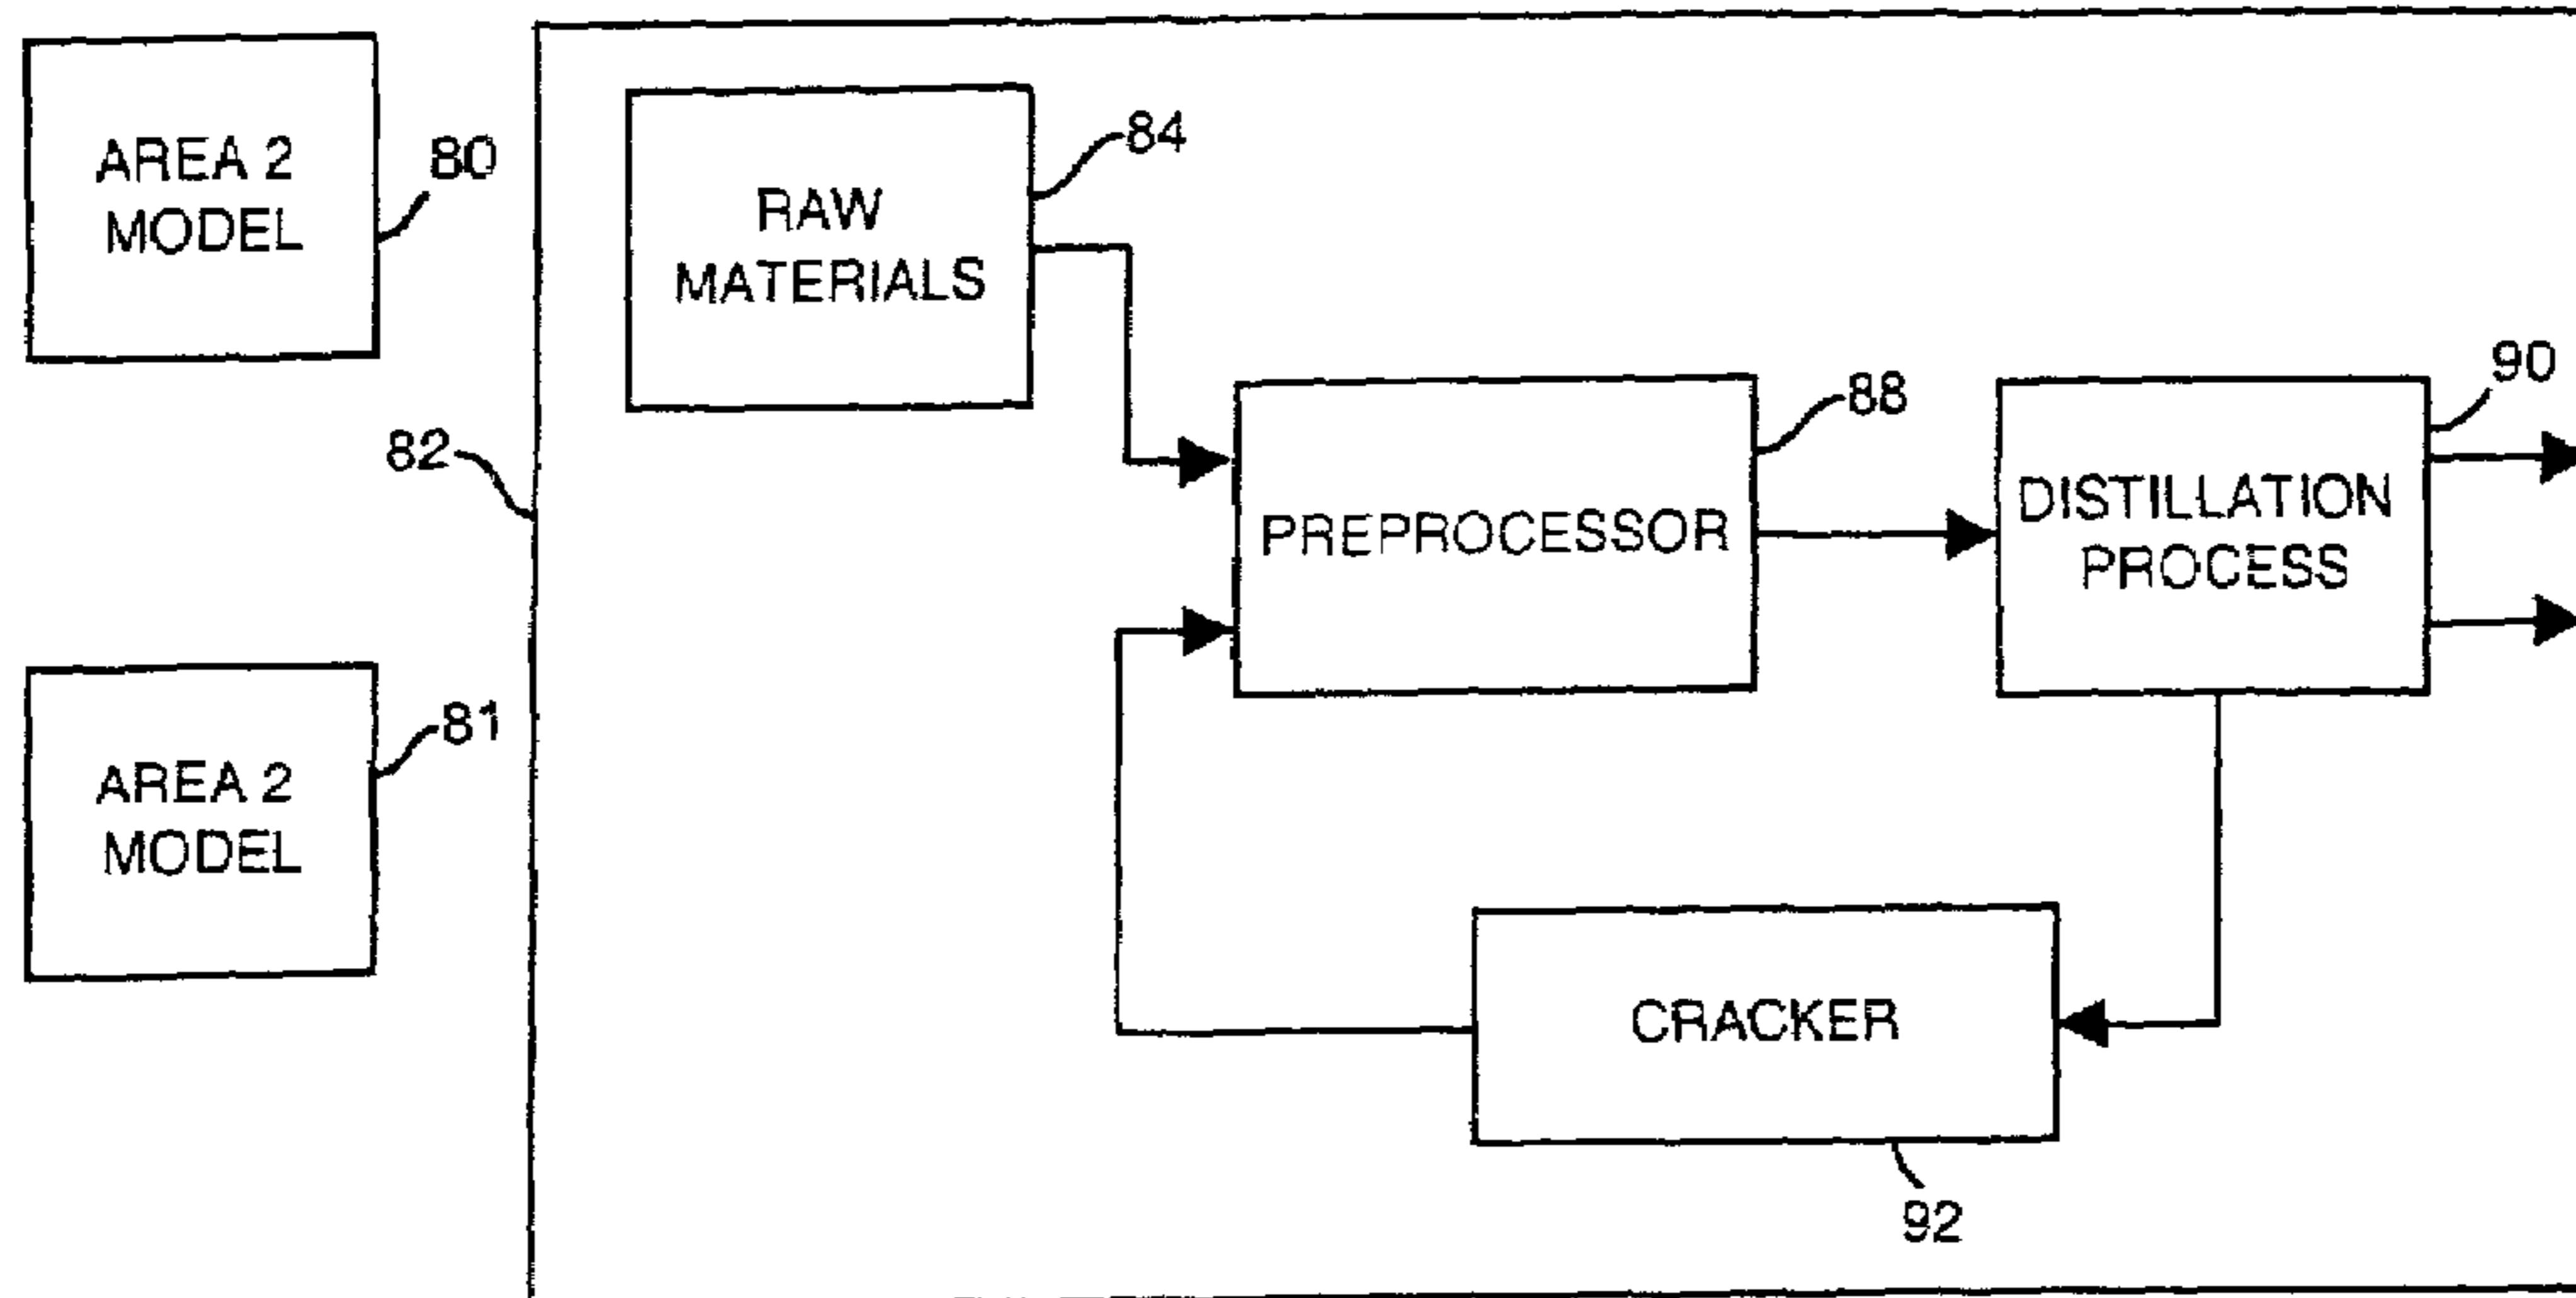 AREA 2
MODEL
80
82
AREA 2
MODEL
81
RAW
MATERIALS
84
PREPROCESSOR
88
DISTILLATION
PROCESS
90
CRACKER
92